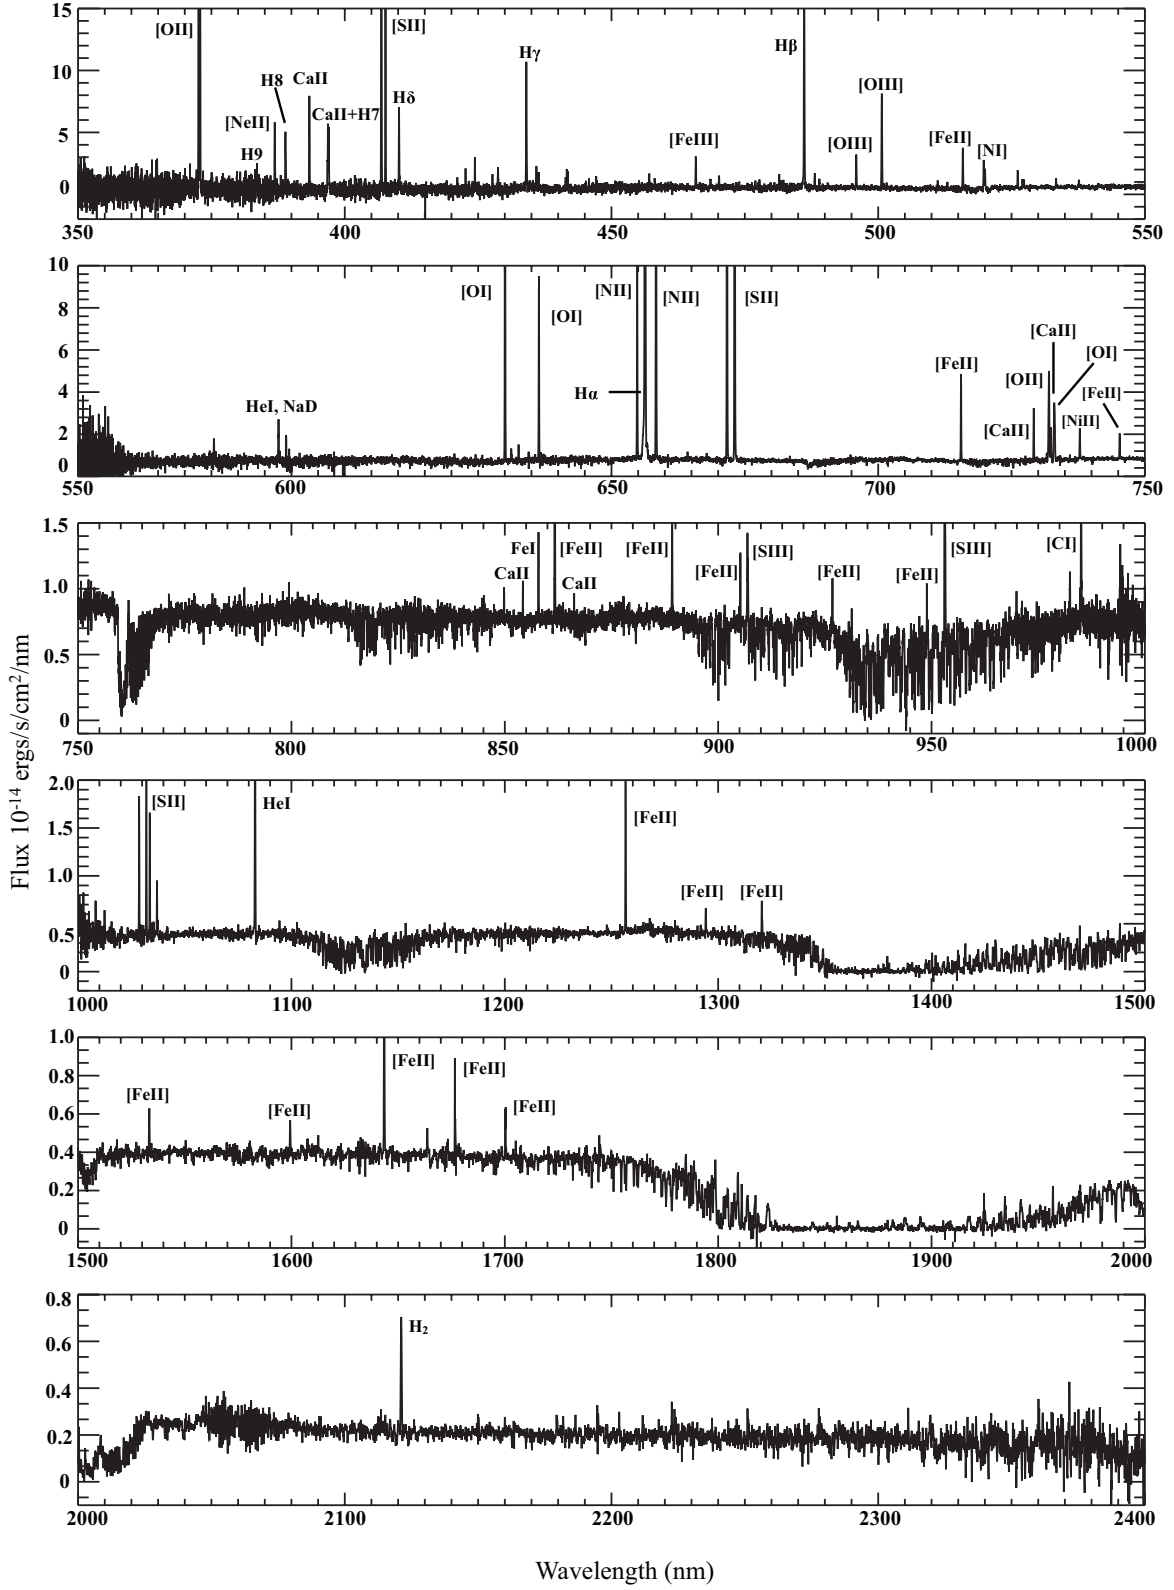 15
[OII]
[SII]
Hγ
Hβ
10
H8
CaII
[OIII]
[NeII]
CaII+H7
Hδ
5
H9
[FeIII]
[OIII]
[FeII]
[NI]
0
350
400
450
500
550
10
[OI]
[NII]
[NII]
[SII]
8
[OI]
[CaII]
6
[OI]
[FeII]
[OII]
4
Hα
[FeII]
HeI, NaD
[CaII]
[NiII]
2
0
550
600
650
700
750
1.5
FeI
[FeII]
[FeII]
[SIII]
[SIII]
[CI]
CaII
CaII
[FeII]
[FeII]
[FeII]
1.0
0.5
0
750
800
850
900
950
1000
2.0
[SII]
HeI
[FeII]
1.5
1.0
[FeII]
[FeII]
0.5
0
1000
1100
1200
1300
1400
1500
1.0
[FeII]
[FeII]
0.8
[FeII]
[FeII]
[FeII]
0.6
0.4
0.2
0
1500
1600
1700
1800
1900
2000
0.8
H2
0.6
0.4
0.2
0
2000
2100
2200
2300
2400
Flux 10-14 ergs/s/cm2/nm
Wavelength (nm)